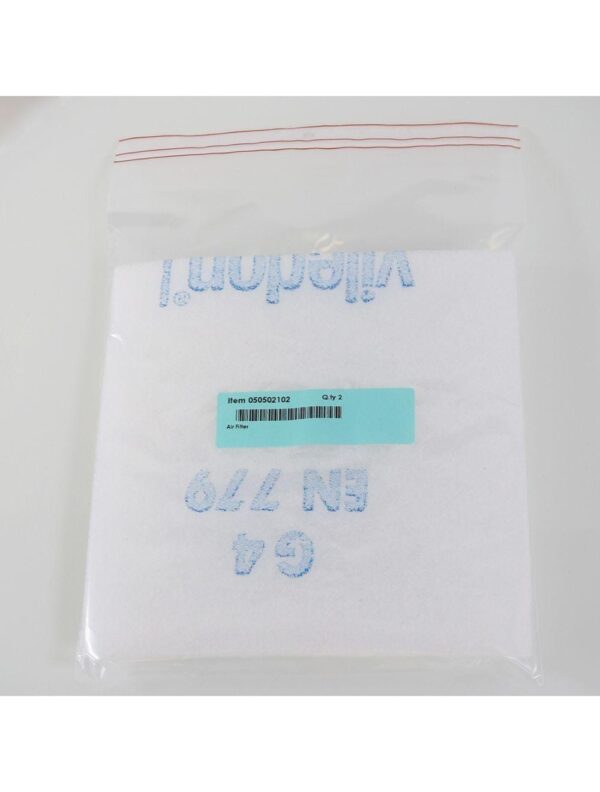 viledon®
Item 050502102 Q.ty 2
Air Filter
EN 779
G4